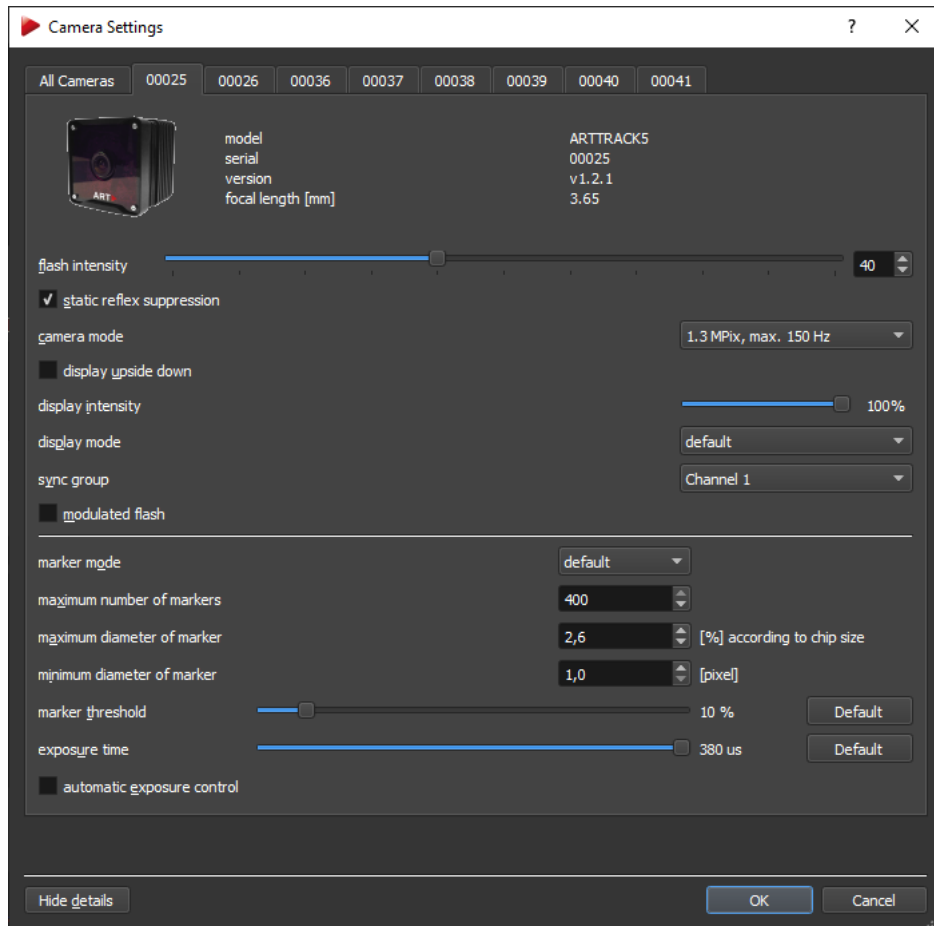 Camera Settings ? ×
All Cameras 00025 00026 00036 00037 00038 00039 00040 00041
model ARTTRACK5
serial 00025
version v1.2.1
focal length [mm] 3.65
ART
flash intensity 40
static reflex suppression
camera mode 1.3 MPix, max. 150 Hz
display upside down
display intensity 100%
display mode default
sync group Channel 1
modulated flash
marker mode default
maximum number of markers 400
maximum diameter of marker 2,6 [%] according to chip size
minimum diameter of marker 1,0 [pixel]
marker threshold 10 % Default
exposure time 380 us Default
automatic exposure control
Hide details OK Cancel